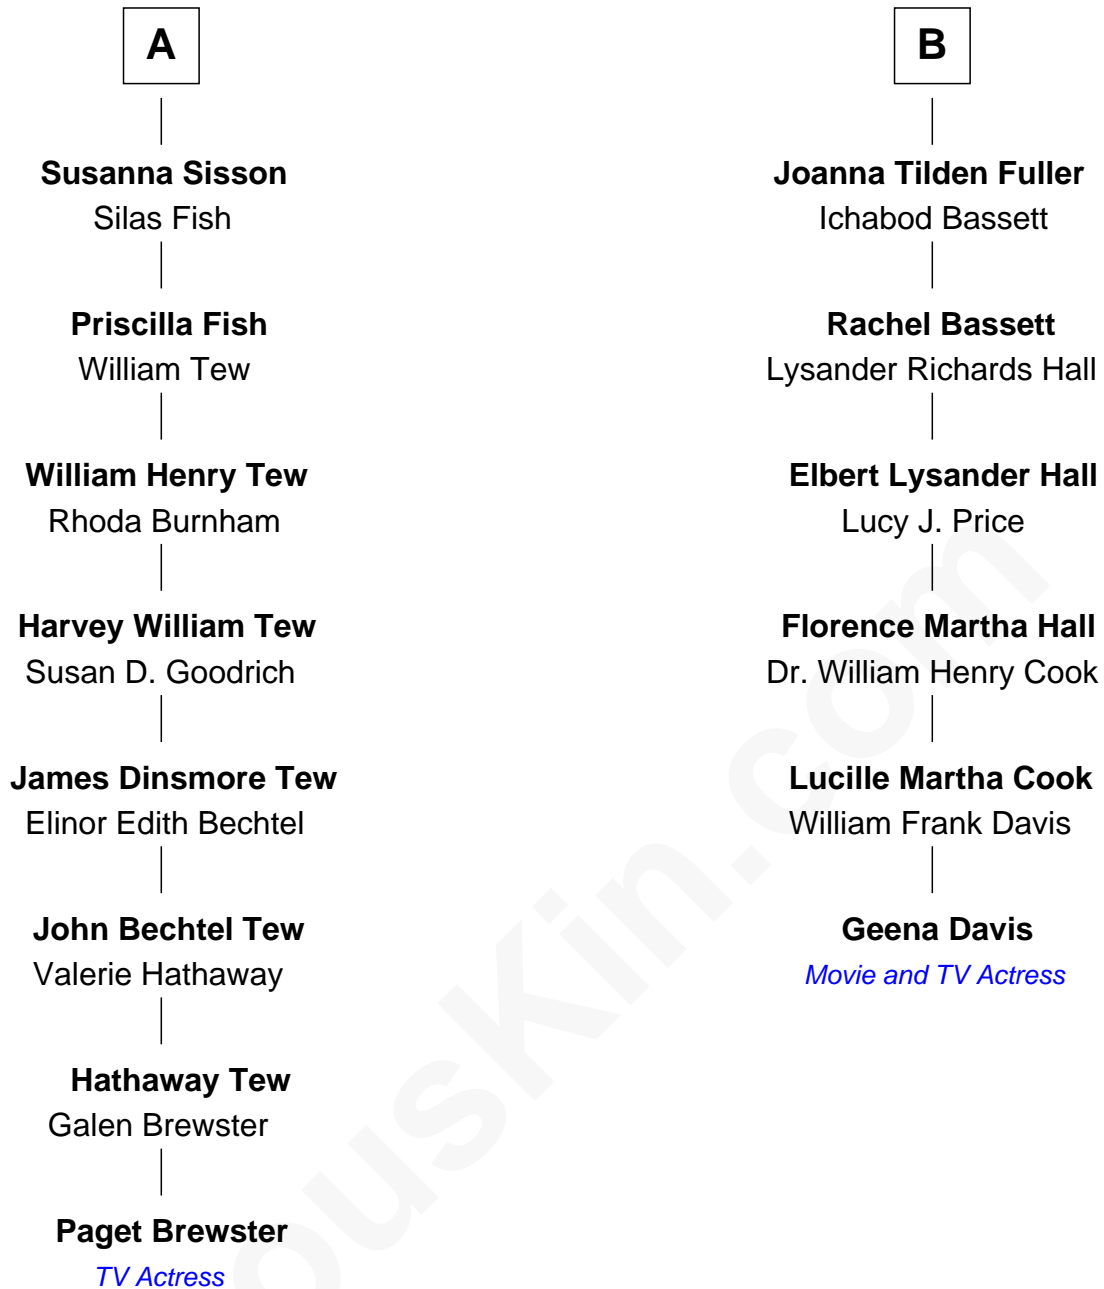 A
Susanna Sisson
Silas Fish
Priscilla Fish
William Tew
William Henry Tew
Rhoda Burnham
Harvey William Tew
Susan D. Goodrich
James Dinsmore Tew
Elinor Edith Bechtel
John Bechtel Tew
Valerie Hathaway
Hathaway Tew
Galen Brewster
Paget Brewster
TV Actress
B
Joanna Tilden Fuller
Ichabod Bassett
Rachel Bassett
Lysander Richards Hall
Elbert Lysander Hall
Lucy J. Price
Florence Martha Hall
Dr. William Henry Cook
Lucille Martha Cook
William Frank Davis
Geena Davis
Movie and TV Actress
ousKin.com